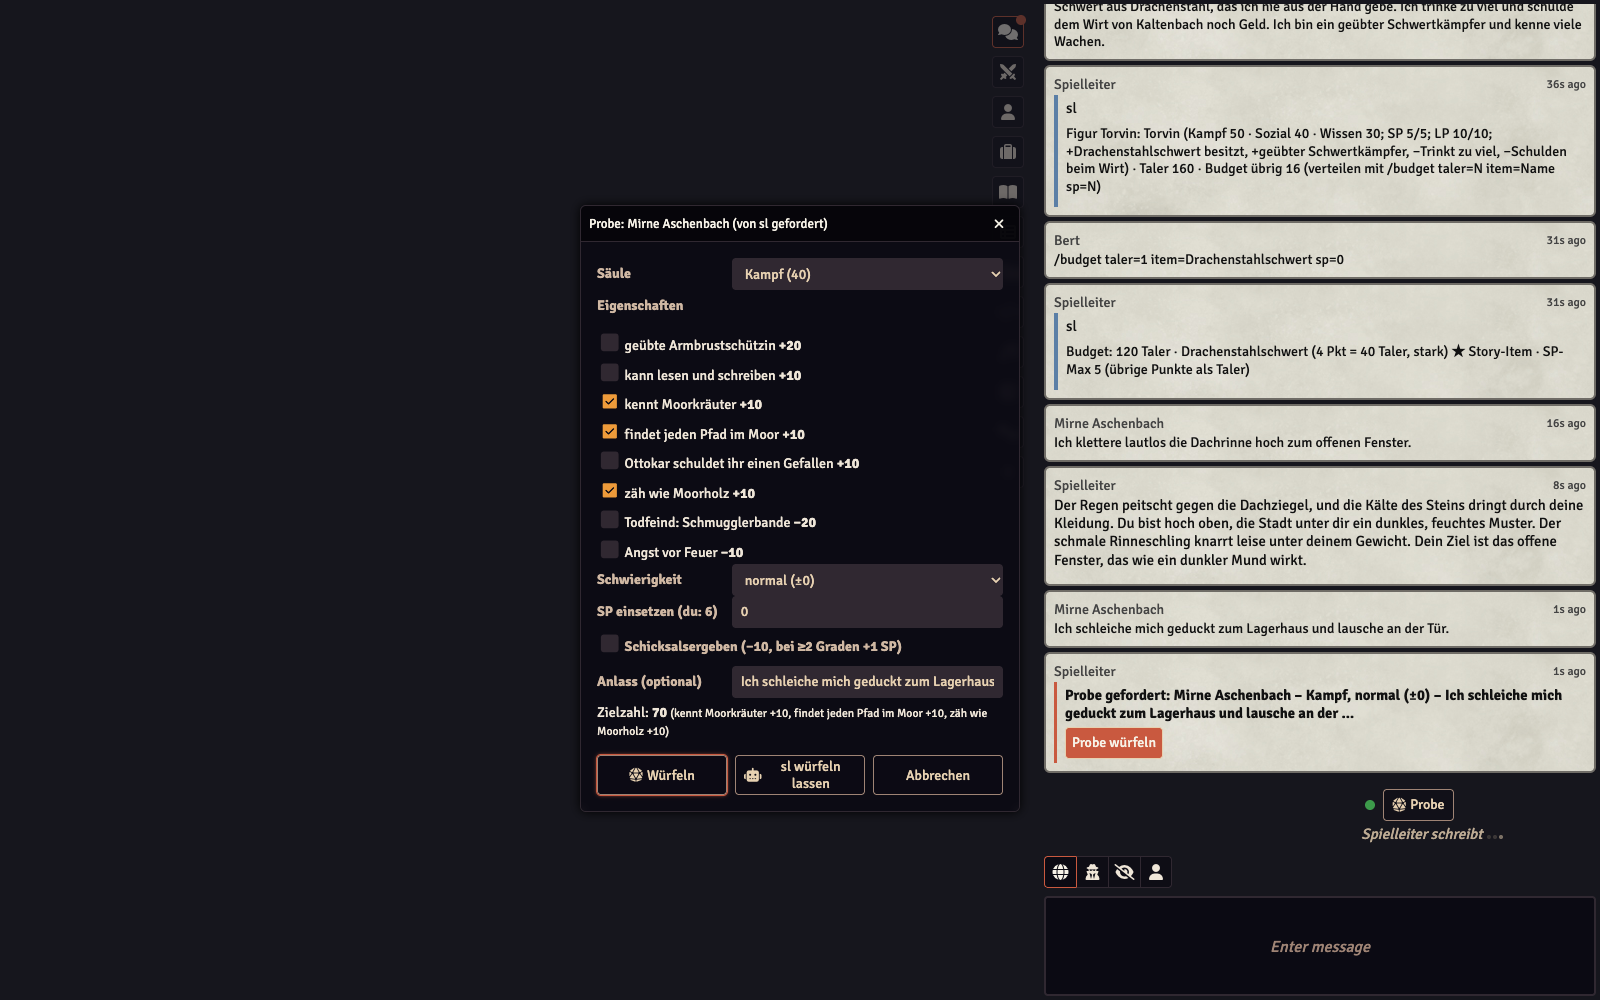 Schwert aus Drachenstahl, das ich nie aus der Hand gebe. Ich trinke zu viel und schulde
dem Wirt von Kaltenbach noch Geld. Ich bin ein geübter Schwertkämpfer und kenne viele
Wachen.
Spielleiter 36s ago
sl
Figur Torvin: Torvin (Kampf 50 · Sozial 40 · Wissen 30; SP 5/5; LP 10/10;
+Drachenstahlschwert besitzt, +geübter Schwertkämpfer, −Trinkt zu viel, −Schulden
beim Wirt) · Taler 160 · Budget übrig 16 (verteilen mit /budget taler=N item=Name
sp=N)
Bert 31s ago
/budget taler=1 item=Drachenstahlschwert sp=0
Spielleiter 31s ago
sl
Budget: 120 Taler · Drachenstahlschwert (4 Pkt = 40 Taler, stark) ★ Story-Item · SP-
Max 5 (übrige Punkte als Taler)
Mirne Aschenbach 16s ago
Ich klettere lautlos die Dachrinne hoch zum offenen Fenster.
Spielleiter 8s ago
Der Regen peitscht gegen die Dachziegel, und die Kälte des Steins dringt durch deine
Kleidung. Du bist hoch oben, die Stadt unter dir ein dunkles, feuchtes Muster. Der
schmale Rinneschling knarrt leise unter deinem Gewicht. Dein Ziel ist das offene
Fenster, das wie ein dunkler Mund wirkt.
Mirne Aschenbach 1s ago
Ich schleiche mich geduckt zum Lagerhaus und lausche an der Tür.
Spielleiter 1s ago
Probe gefordert: Mirne Aschenbach – Kampf, normal (±0) – Ich schleiche mich
geduckt zum Lagerhaus und lausche an der ...
Probe würfeln
Probe
Spielleiter schreibt
Enter message
Probe: Mirne Aschenbach (von sl gefordert)
Säule Kampf (40)
Eigenschaften
geübte Armbrustschützin +20
kann lesen und schreiben +10
kennt Moorkräuter +10
findet jeden Pfad im Moor +10
Ottokar schuldet ihr einen Gefallen +10
zäh wie Moorholz +10
Todfeind: Schmugglerbande −20
Angst vor Feuer −10
Schwierigkeit normal (±0)
SP einsetzen (du: 6) 0
Schicksalsergeben (−10, bei ≥2 Graden +1 SP)
Anlass (optional) Ich schleiche mich geduckt zum Lagerhaus
Zielzahl: 70 (kennt Moorkräuter +10, findet jeden Pfad im Moor +10, zäh wie
Moorholz +10)
Würfeln
sl würfeln
lassen
Abbrechen